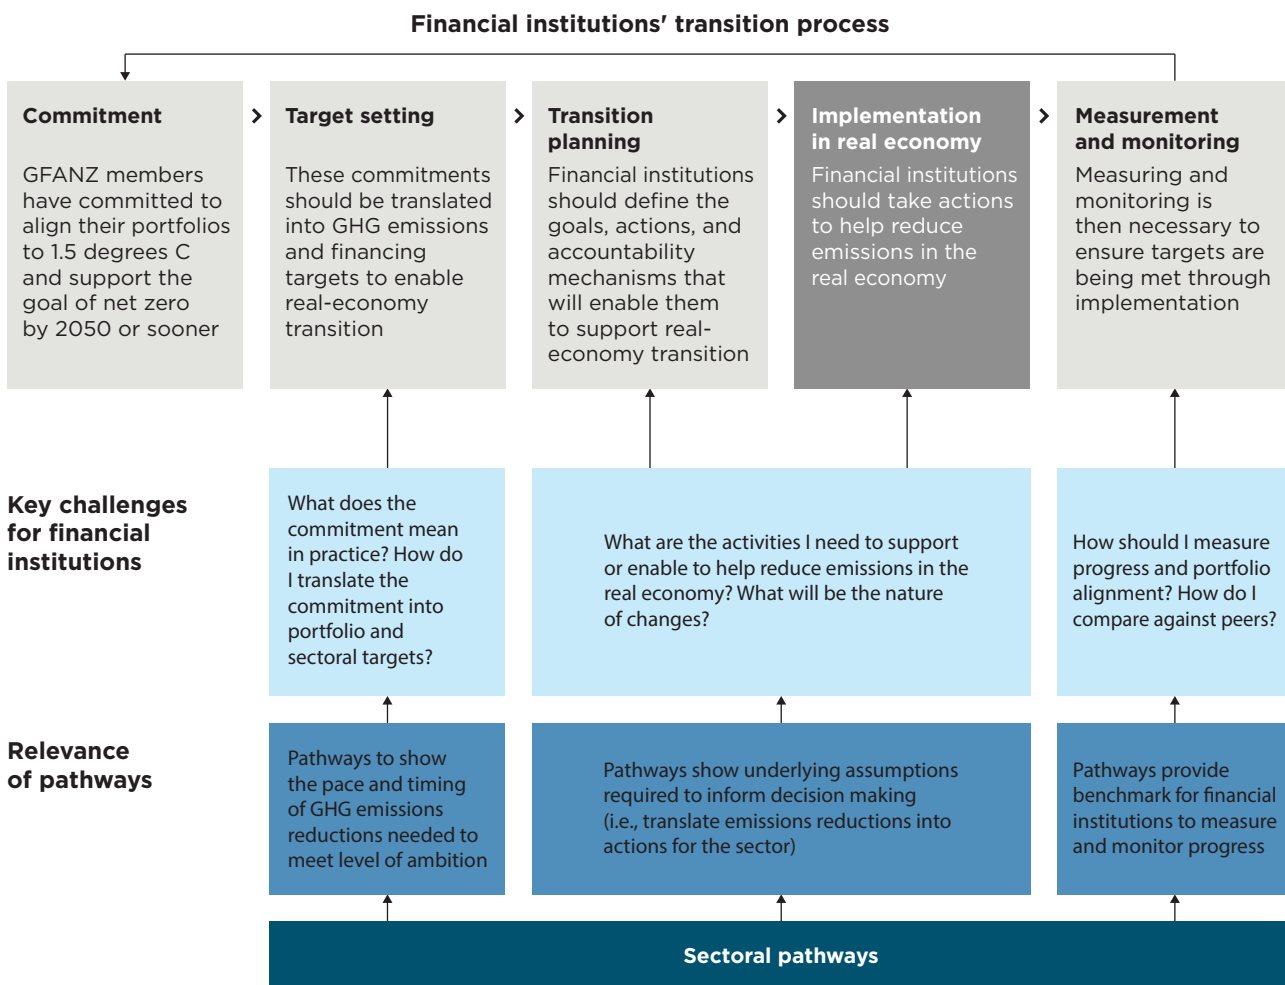 Financial institutions' transition process
Commitment
GFANZ members
have committed to
align their portfolios
to 1.5 degrees C
and support the
goal of net zero
by 2050 or sooner
Target setting
These commitments
should be translated
into GHG emissions
and financing
targets to enable
real-economy
transition
Transition
planning
Financial institutions
should define the
goals, actions, and
accountability
mechanisms that
will enable them
to support real-
economy transition
Implementation
in real economy
Financial institutions
should take actions
to help reduce
emissions in the
real economy
Measurement
and monitoring
Measuring and
monitoring is
then necessary to
ensure targets are
being met through
implementation
Key challenges
for financial
institutions
What does the
commitment mean
in practice? How do
I translate the
commitment into
portfolio and
sectoral targets?
What are the activities I need to support
or enable to help reduce emissions in the
real economy? What will be the nature
of changes?
How should I measure
progress and portfolio
alignment? How do I
compare against peers?
Relevance
of pathways
Pathways to show
the pace and timing
of GHG emissions
reductions needed to
meet level of ambition
Pathways show underlying assumptions
required to inform decision making
(i.e., translate emissions reductions into
actions for the sector)
Pathways provide
benchmark for financial
institutions to measure
and monitor progress
Sectoral pathways